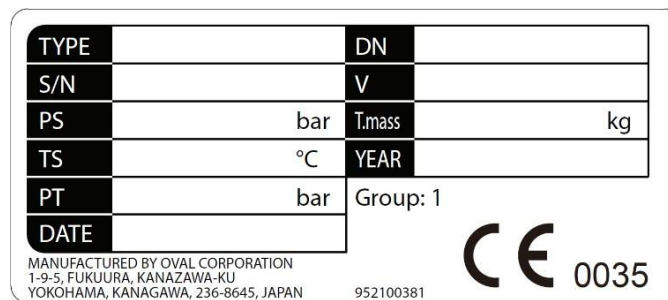 TYPE DN
S/N V
PS bar T.mass kg
TS °C YEAR
PT bar Group: 1
DATE
MANUFACTURED BY OVAL CORPORATION
1-9-5, FUKUURA, KANAZAWA-KU
YOKOHAMA, KANAGAWA, 236-8645, JAPAN 952100381
CE 0035